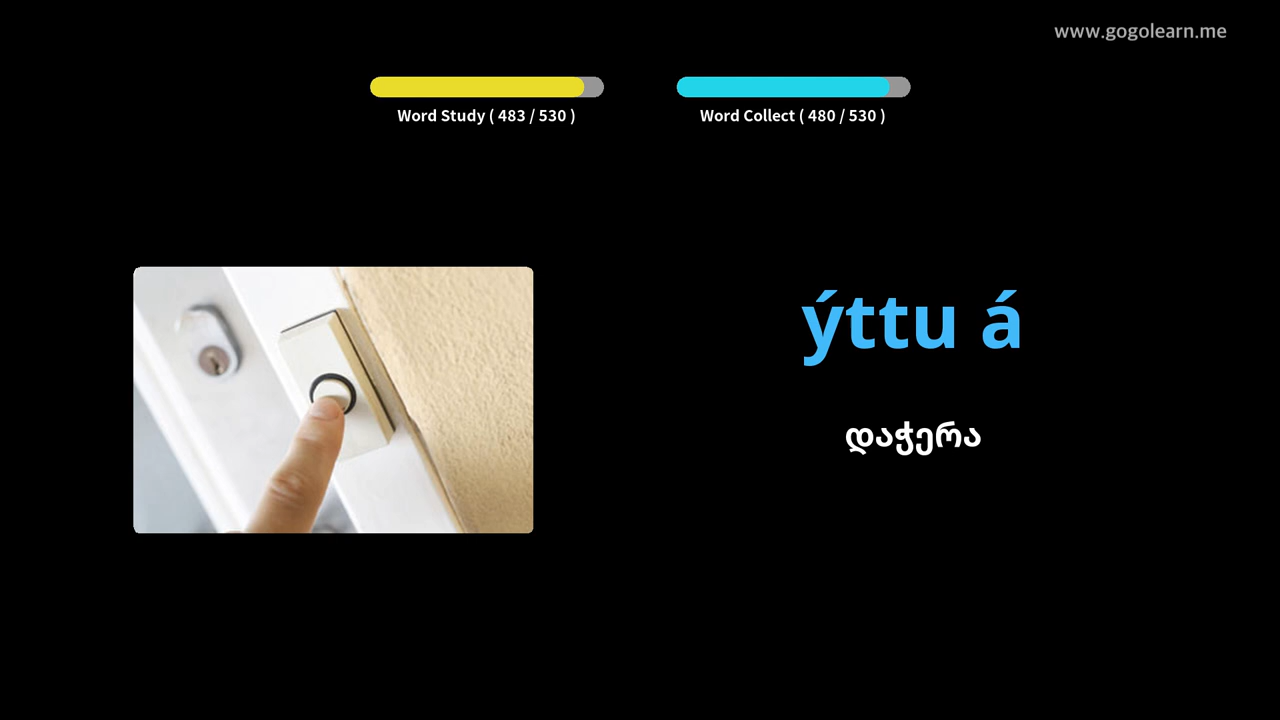 www.gogolearn.me
Word Study ( 483 / 530 )
Word Collect ( 480 / 530 )
ýttu á
დაჭერა